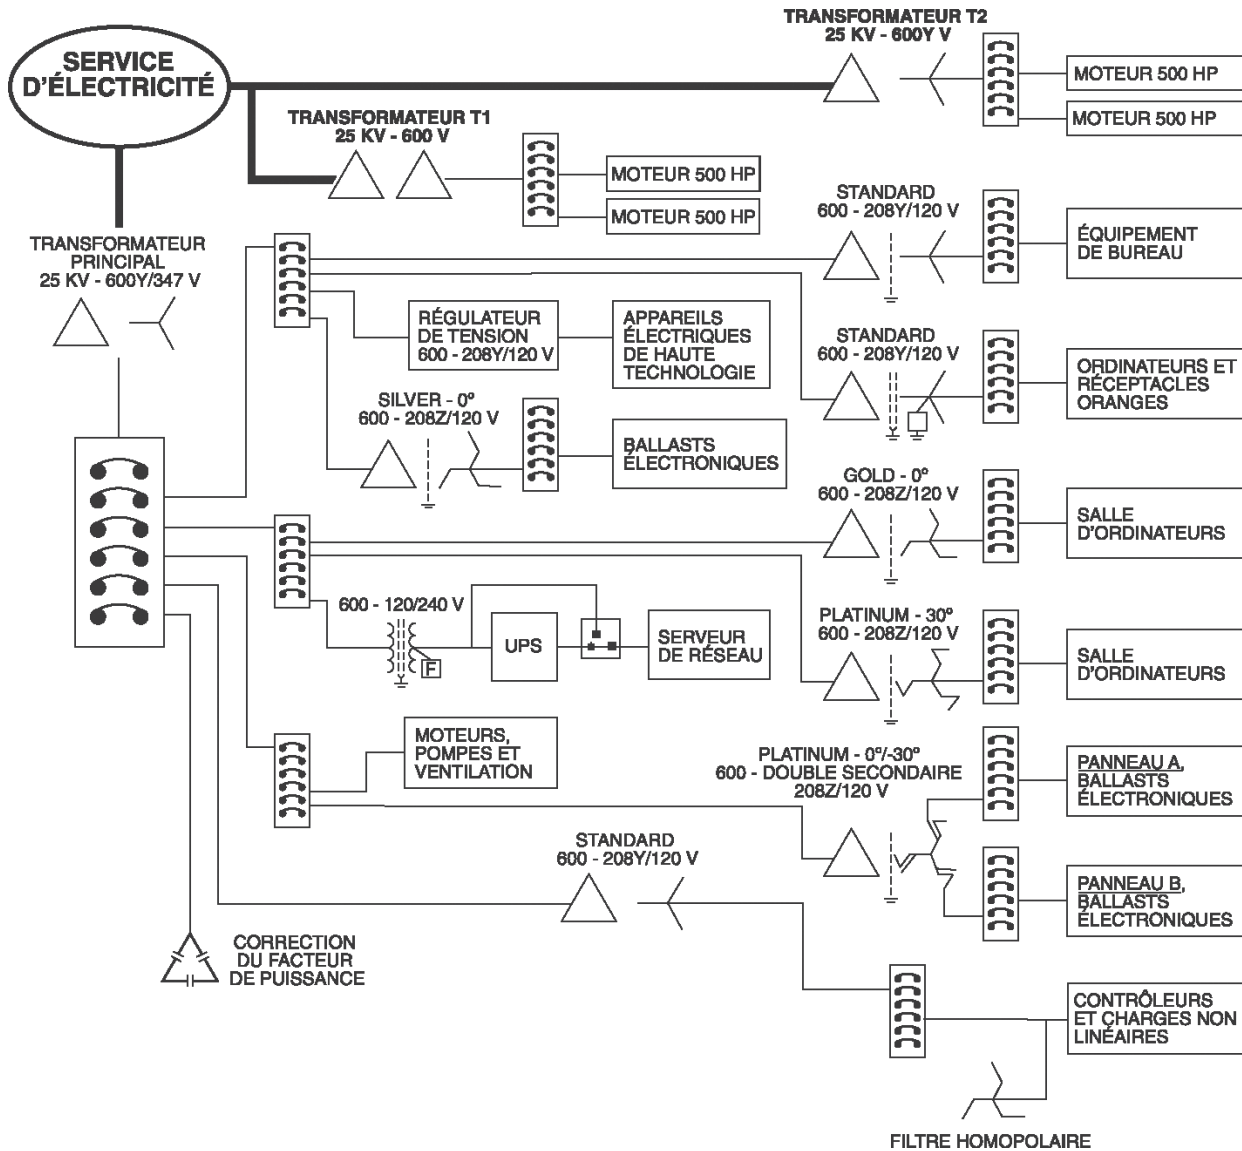 SERVICE
D'ÉLECTRICITÉ
TRANSFORMATEUR T2
25 KV - 600Y V
MOTEUR 500 HP
MOTEUR 500 HP
TRANSFORMATEUR T1
25 KV - 600 V
MOTEUR 500 HP
MOTEUR 500 HP
TRANSFORMATEUR
PRINCIPAL
25 KV - 600Y/347 V
STANDARD
600 - 208Y/120 V
ÉQUIPEMENT
DE BUREAU
RÉGULATEUR
DE TENSION
600 - 208Y/120 V
APPAREILS
ÉLECTRIQUES
DE HAUTE
TECHNOLOGIE
STANDARD
600 - 208Y/120 V
ORDINATEURS ET
RÉCEPTACLES
ORANGES
SILVER - 0°
600 - 208Z/120 V
BALLASTS
ÉLECTRONIQUES
GOLD - 0°
600 - 208Z/120 V
SALLE
D'ORDINATEURS
600 - 120/240 V
F
UPS
SERVEUR
DE RÉSEAU
PLATINUM - 30°
600 - 208Z/120 V
SALLE
D'ORDINATEURS
MOTEURS,
POMPES ET
VENTILATION
PLATINUM - 0°/-30°
600 - DOUBLE SECONDAIRE
208Z/120 V
PANNEAU A,
BALLASTS
ÉLECTRONIQUES
PANNEAU B,
BALLASTS
ÉLECTRONIQUES
STANDARD
600 - 208Y/120 V
CORRECTION
DU FACTEUR
DE PUISSANCE
CONTRÔLEURS
ET CHARGES NON
LINÉAIRES
FILTRE HOMOPOLAIRE